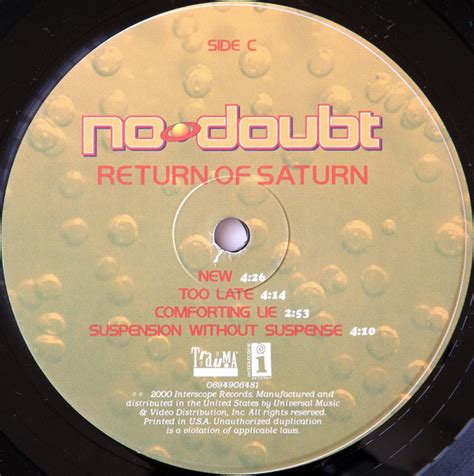 SIDE C
no doubt
RETURN OF SATURN
NEW 4:26
TOO LATE 4:14
COMFORTING LIE 2:53
SUSPENSION WITHOUT SUSPENSE 4:10
TRauMA
i
0694906481
℗ © 2000 Interscope Records. Manufactured and
distributed in the United States by Universal Music
& Video Distribution, Inc. All rights reserved.
Printed in U.S.A. Unauthorized duplication
is a violation of applicable laws.